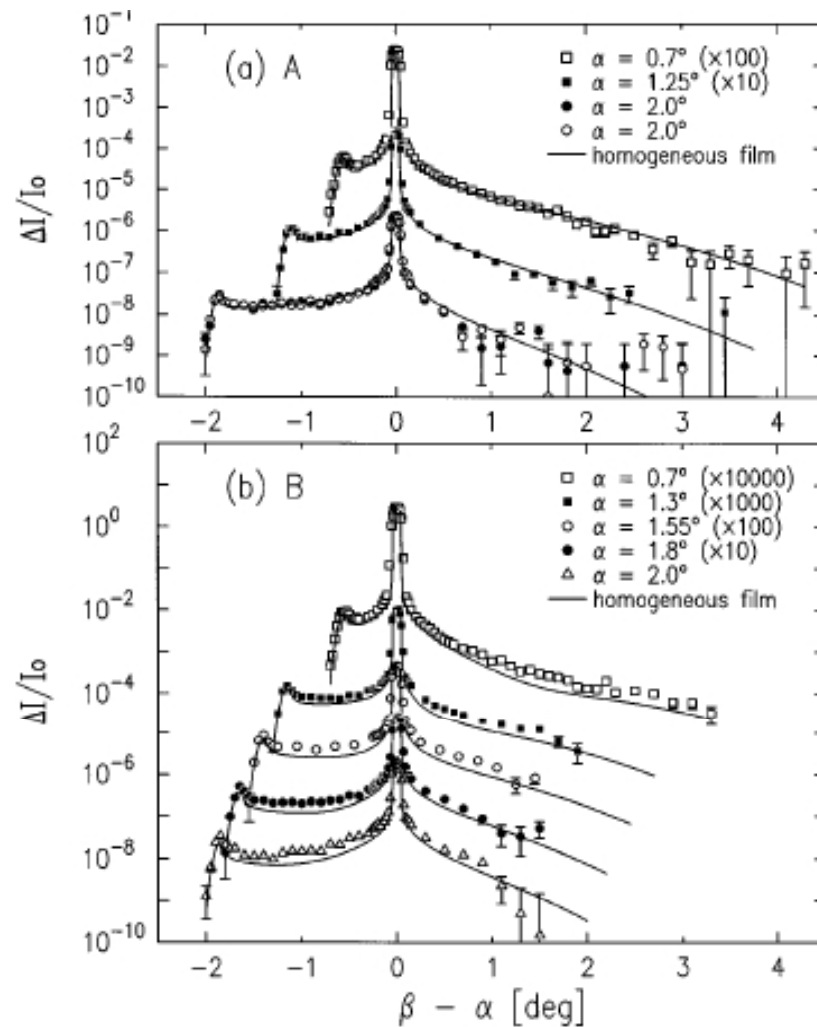 10⁻¹
10⁻²
10⁻³
10⁻⁴
10⁻⁵
10⁻⁶
10⁻⁷
10⁻⁸
10⁻⁹
10⁻¹⁰
ΔI/I₀
(a) A
α = 0.7° (×100)
α = 1.25° (×10)
α = 2.0°
α = 2.0°
homogeneous film
−2 −1 0 1 2 3 4
10²
10⁰
10⁻²
10⁻⁴
10⁻⁶
10⁻⁸
10⁻¹⁰
ΔI/I₀
(b) B
α = 0.7° (×10000)
α = 1.3° (×1000)
α = 1.55° (×100)
α = 1.8° (×10)
α = 2.0°
homogeneous film
−2 −1 0 1 2 3 4
β − α [deg]